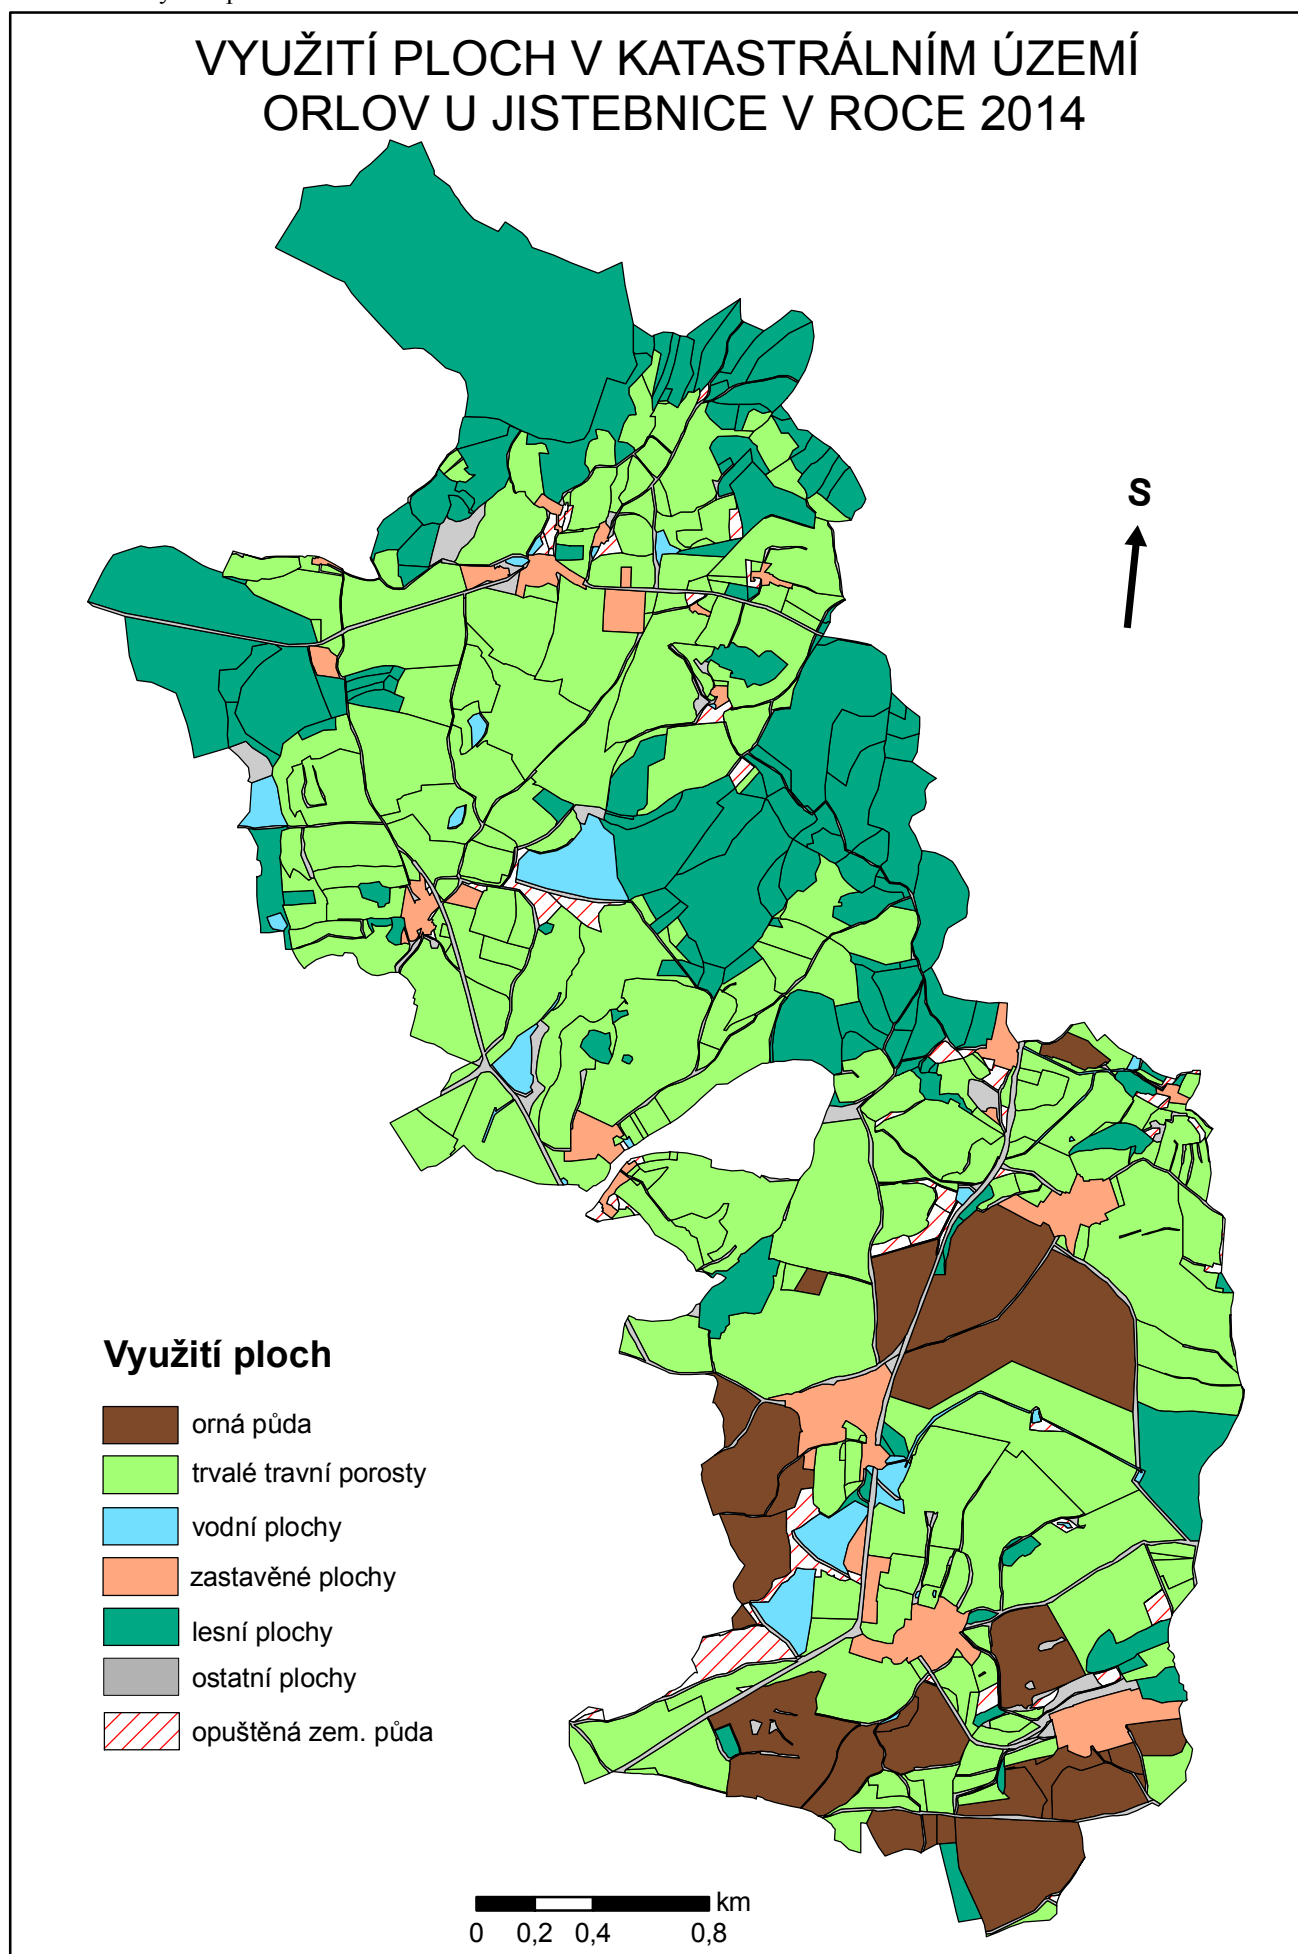 VYUŽITÍ PLOCH V KATASTRÁLNÍM ÚZEMÍ
ORLOV U JISTEBNICE V ROCE 2014
S
Využití ploch
orná půda
trvalé travní porosty
vodní plochy
zastavěné plochy
lesní plochy
ostatní plochy
opuštěná zem. půda
km
0 0,2 0,4 0,8